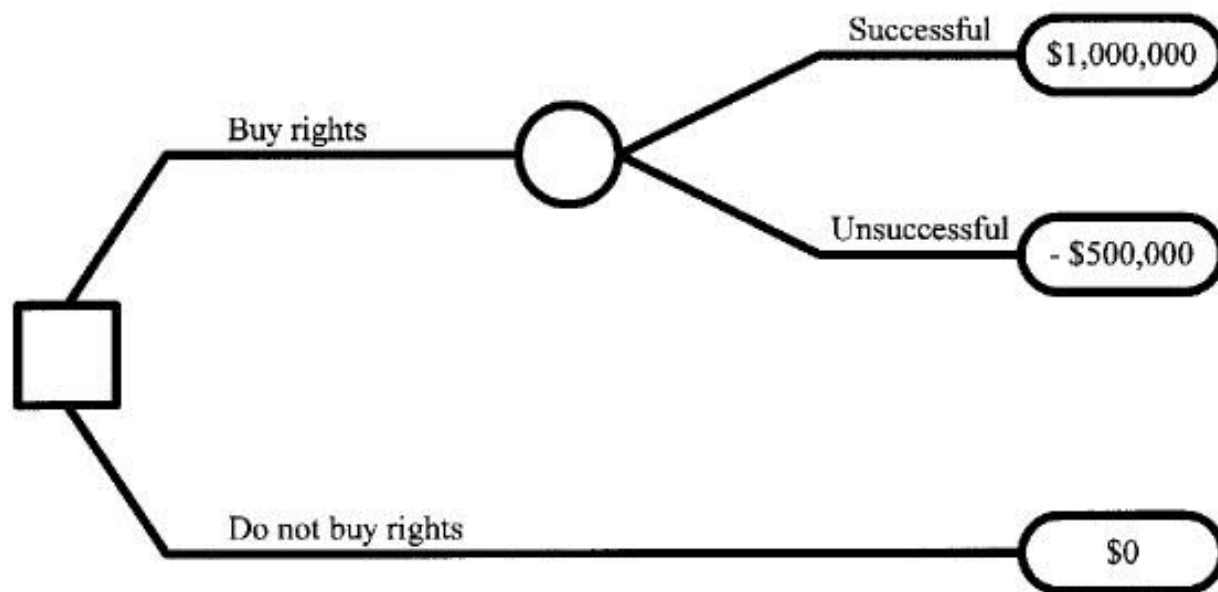 Successful
$1,000,000
Buy rights
Unsuccessful
- $500,000
Do not buy rights
$0